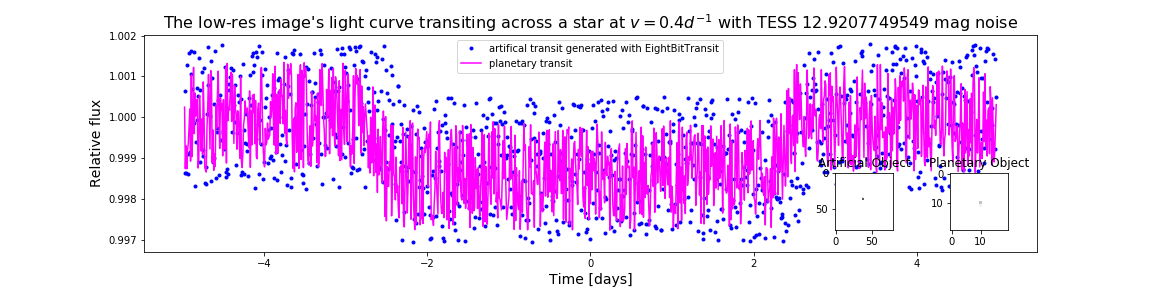 The low-res image's light curve transiting across a star at v = 0.4d⁻¹ with TESS 12.9207749549 mag noise
artifical transit generated with EightBitTransit
planetary transit
Relative flux
1.002
1.001
1.000
0.999
0.998
0.997
Artificial Object
0
50
0
50
Planetary Object
0
10
0
10
−4
−2
0
2
4
Time [days]